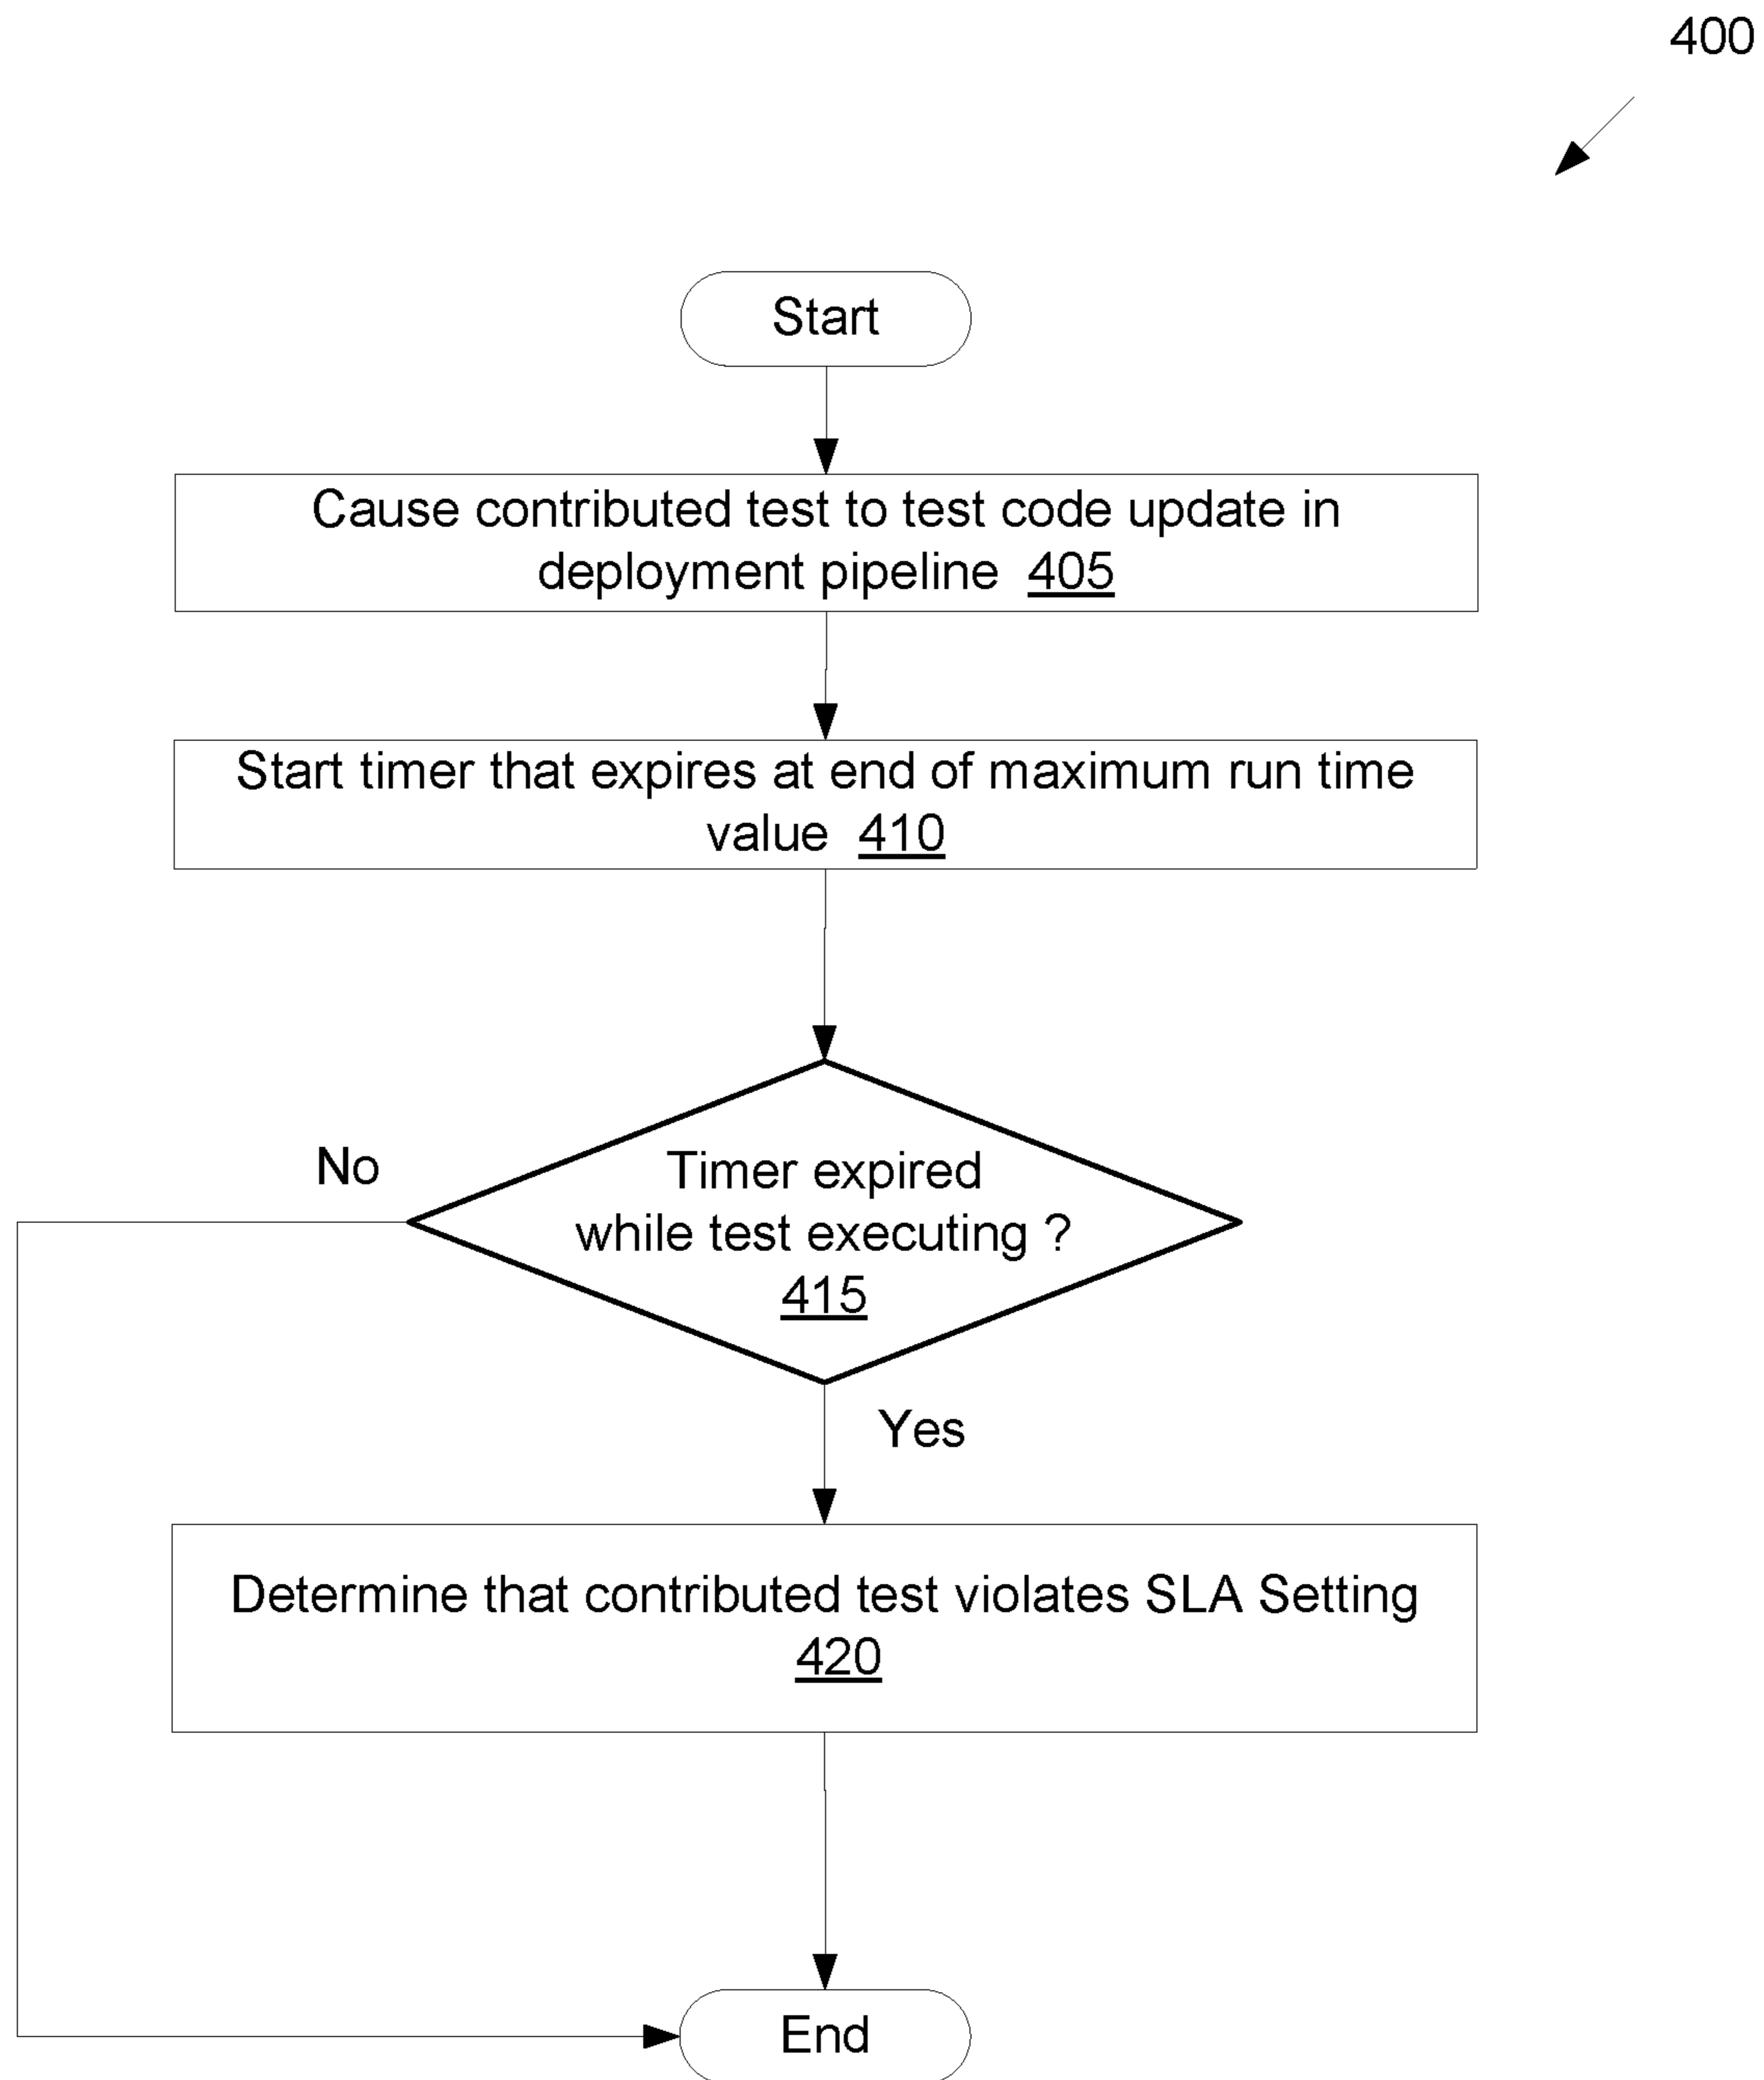 400
Start
Cause contributed test to test code update in
deployment pipeline 405
Start timer that expires at end of maximum run time
value 410
No
Timer expired
while test executing ?
415
Yes
Determine that contributed test violates SLA Setting
420
End